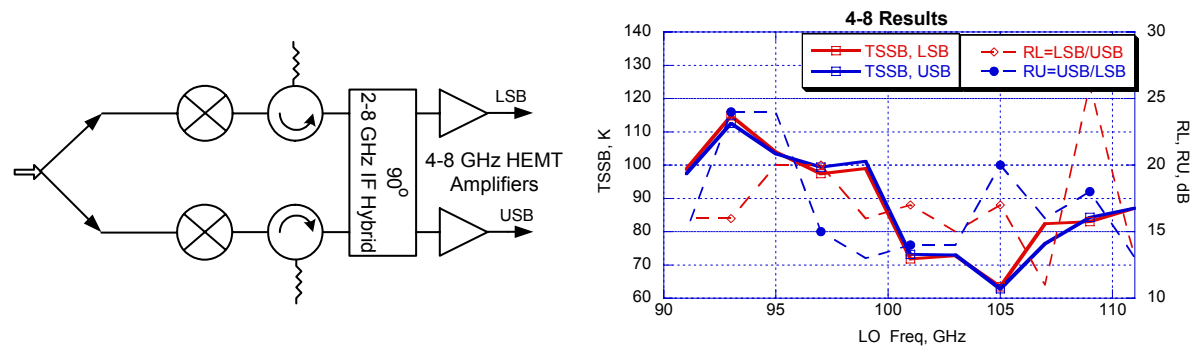 2-8 GHz IF Hybrid
90o
LSB
4-8 GHz HEMT
Amplifiers
USB
4-8 Results
TSSB, LSB
TSSB, USB
RL=LSB/USB
RU=USB/LSB
TSSB, K
140
130
120
110
100
90
80
70
60
30
25
20
15
10
RL, RU, dB
90
95
100
105
110
LO Freq, GHz